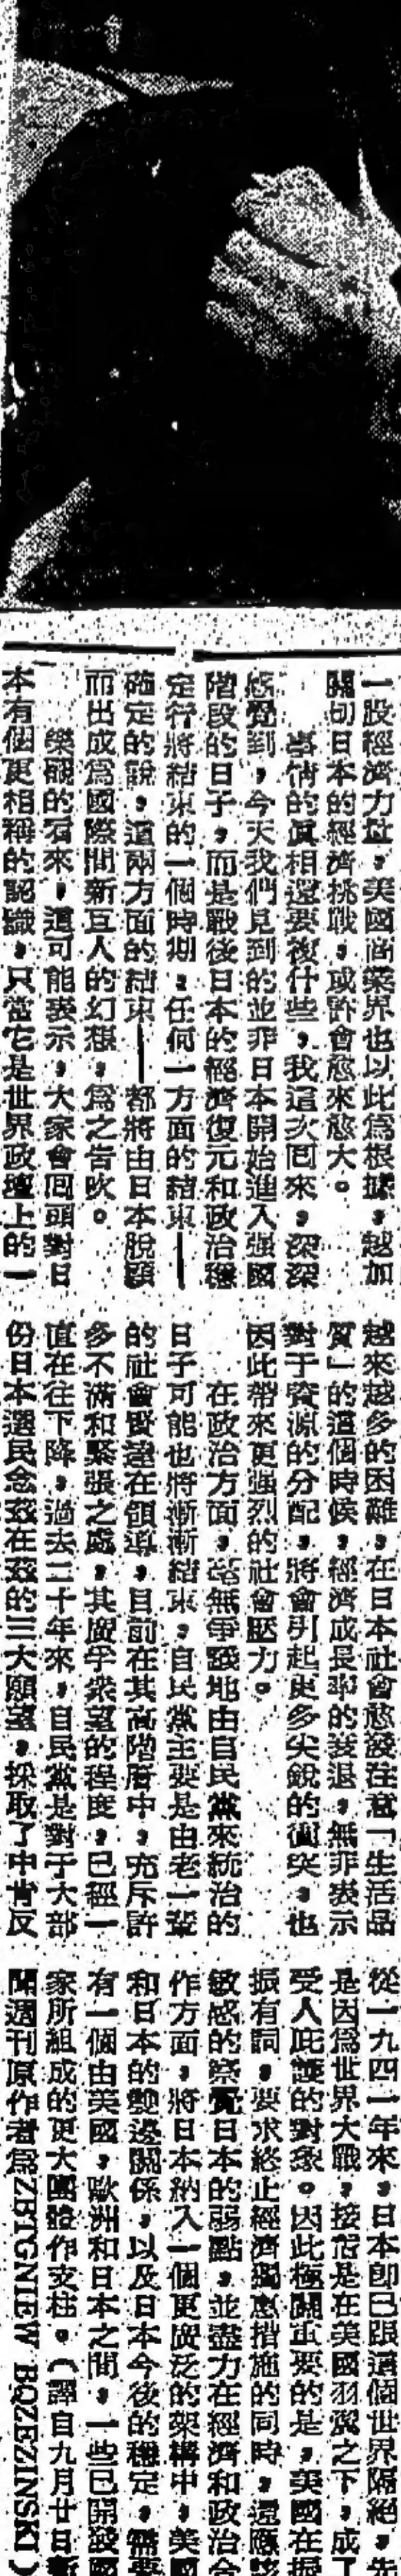 一股經濟力量，美國商業界也以此爲根據，越加
關切日本的經濟挑戰，或許會愈來愈大。
事情的眞相還要復什些，我這次囘來，深深
感覺到，今天我們見到的並非日本開始進入强國
階段的日子，而是戰後日本的經濟復元和政治穩
定行將結束的一個時期，任何一方面的結束——
確定的說，這兩方面的結束——都將由日本脫穎
而出成爲國際間新巨人的幻想，爲之告吹。
樂觀的看來，這可能表示，大家會囘頭對日
本有個更相稱的認識，只當它是世界政壇上的一
越來越多的困難，在日本社會愈發注意「生活品
質」的這個時候，經濟成長率的衰退，無非表示
對于資源的分配，將會引起更多尖銳的衝突，也
因此帶來更强烈的社會壓力。
在政治方面，毫無爭議地由自民黨來統治的
日子可能也將漸漸結束，自民黨主要是由老一輩
的社會賢達在領導，目前在其高階層中，充斥許
多不滿和緊張之處，其廣孚衆望的程度，已經一
直在往下降，過去二十年來，自民黨是對于大部
份日本選民念玆在玆的三大願望，採取了中肯反
從一九四一年來，日本卽已跟這個世界隔絕，先
是因爲世界大戰，接着是在美國羽翼之下，成了
受人庇護的對象。因此極關重要的是，美國在振
振有詞，要求終止經濟獨惠措施的同時，還應該
敏感的察覺日本的弱點，並盡力在經濟和政治合
作方面，將日本納入一個更廣泛的架構中，美國
和日本的雙邊關係，以及日本今後的穩定，需要
有一個由美國，歐洲和日本之間，一些已開發國
家所組成的更大團體作支柱。（譯自九月廿日新
聞週刊原作者爲ZBIGNIEW BQZEZINSKI）